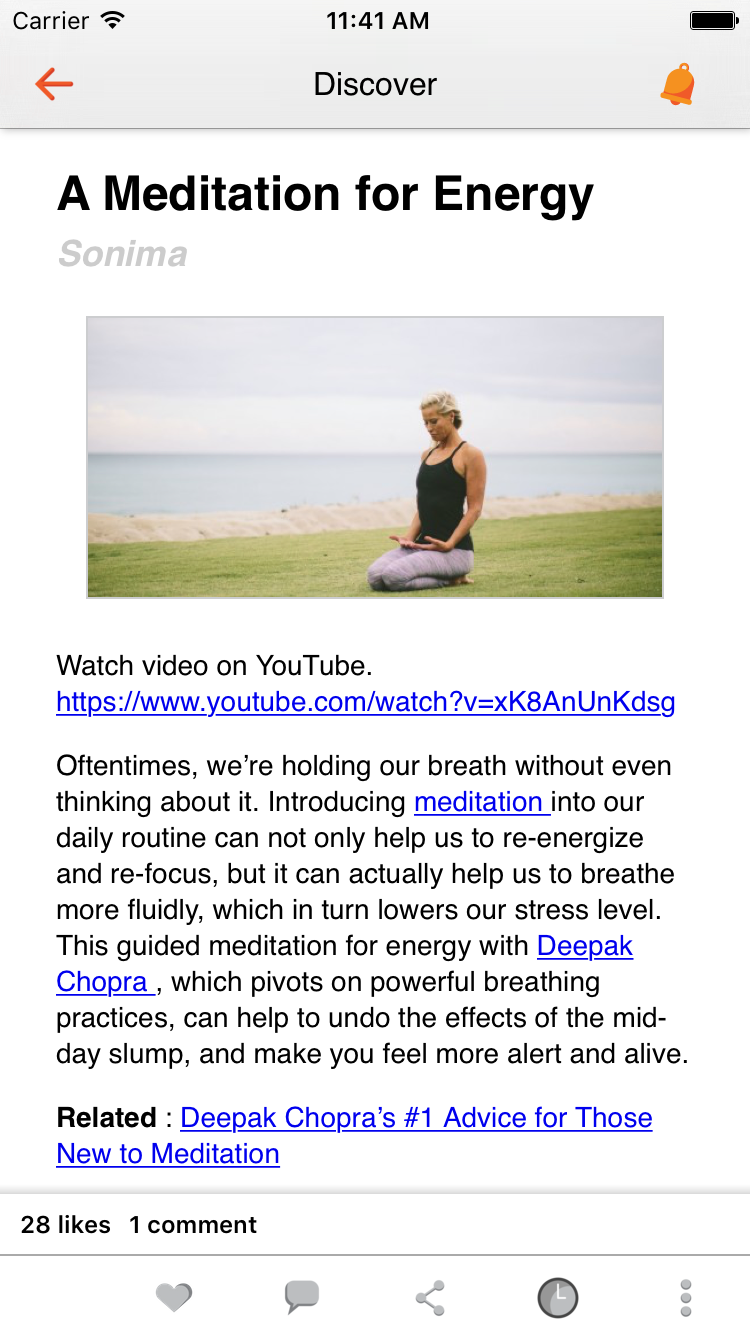 Carrier 11:41 AM
Discover
A Meditation for Energy
Sonima
Watch video on YouTube.
https://www.youtube.com/watch?v=xK8AnUnKdsg
Oftentimes, we’re holding our breath without even
thinking about it. Introducing meditation into our
daily routine can not only help us to re-energize
and re-focus, but it can actually help us to breathe
more fluidly, which in turn lowers our stress level.
This guided meditation for energy with Deepak
Chopra , which pivots on powerful breathing
practices, can help to undo the effects of the mid-
day slump, and make you feel more alert and alive.
Related : Deepak Chopra’s #1 Advice for Those
New to Meditation
28 likes 1 comment